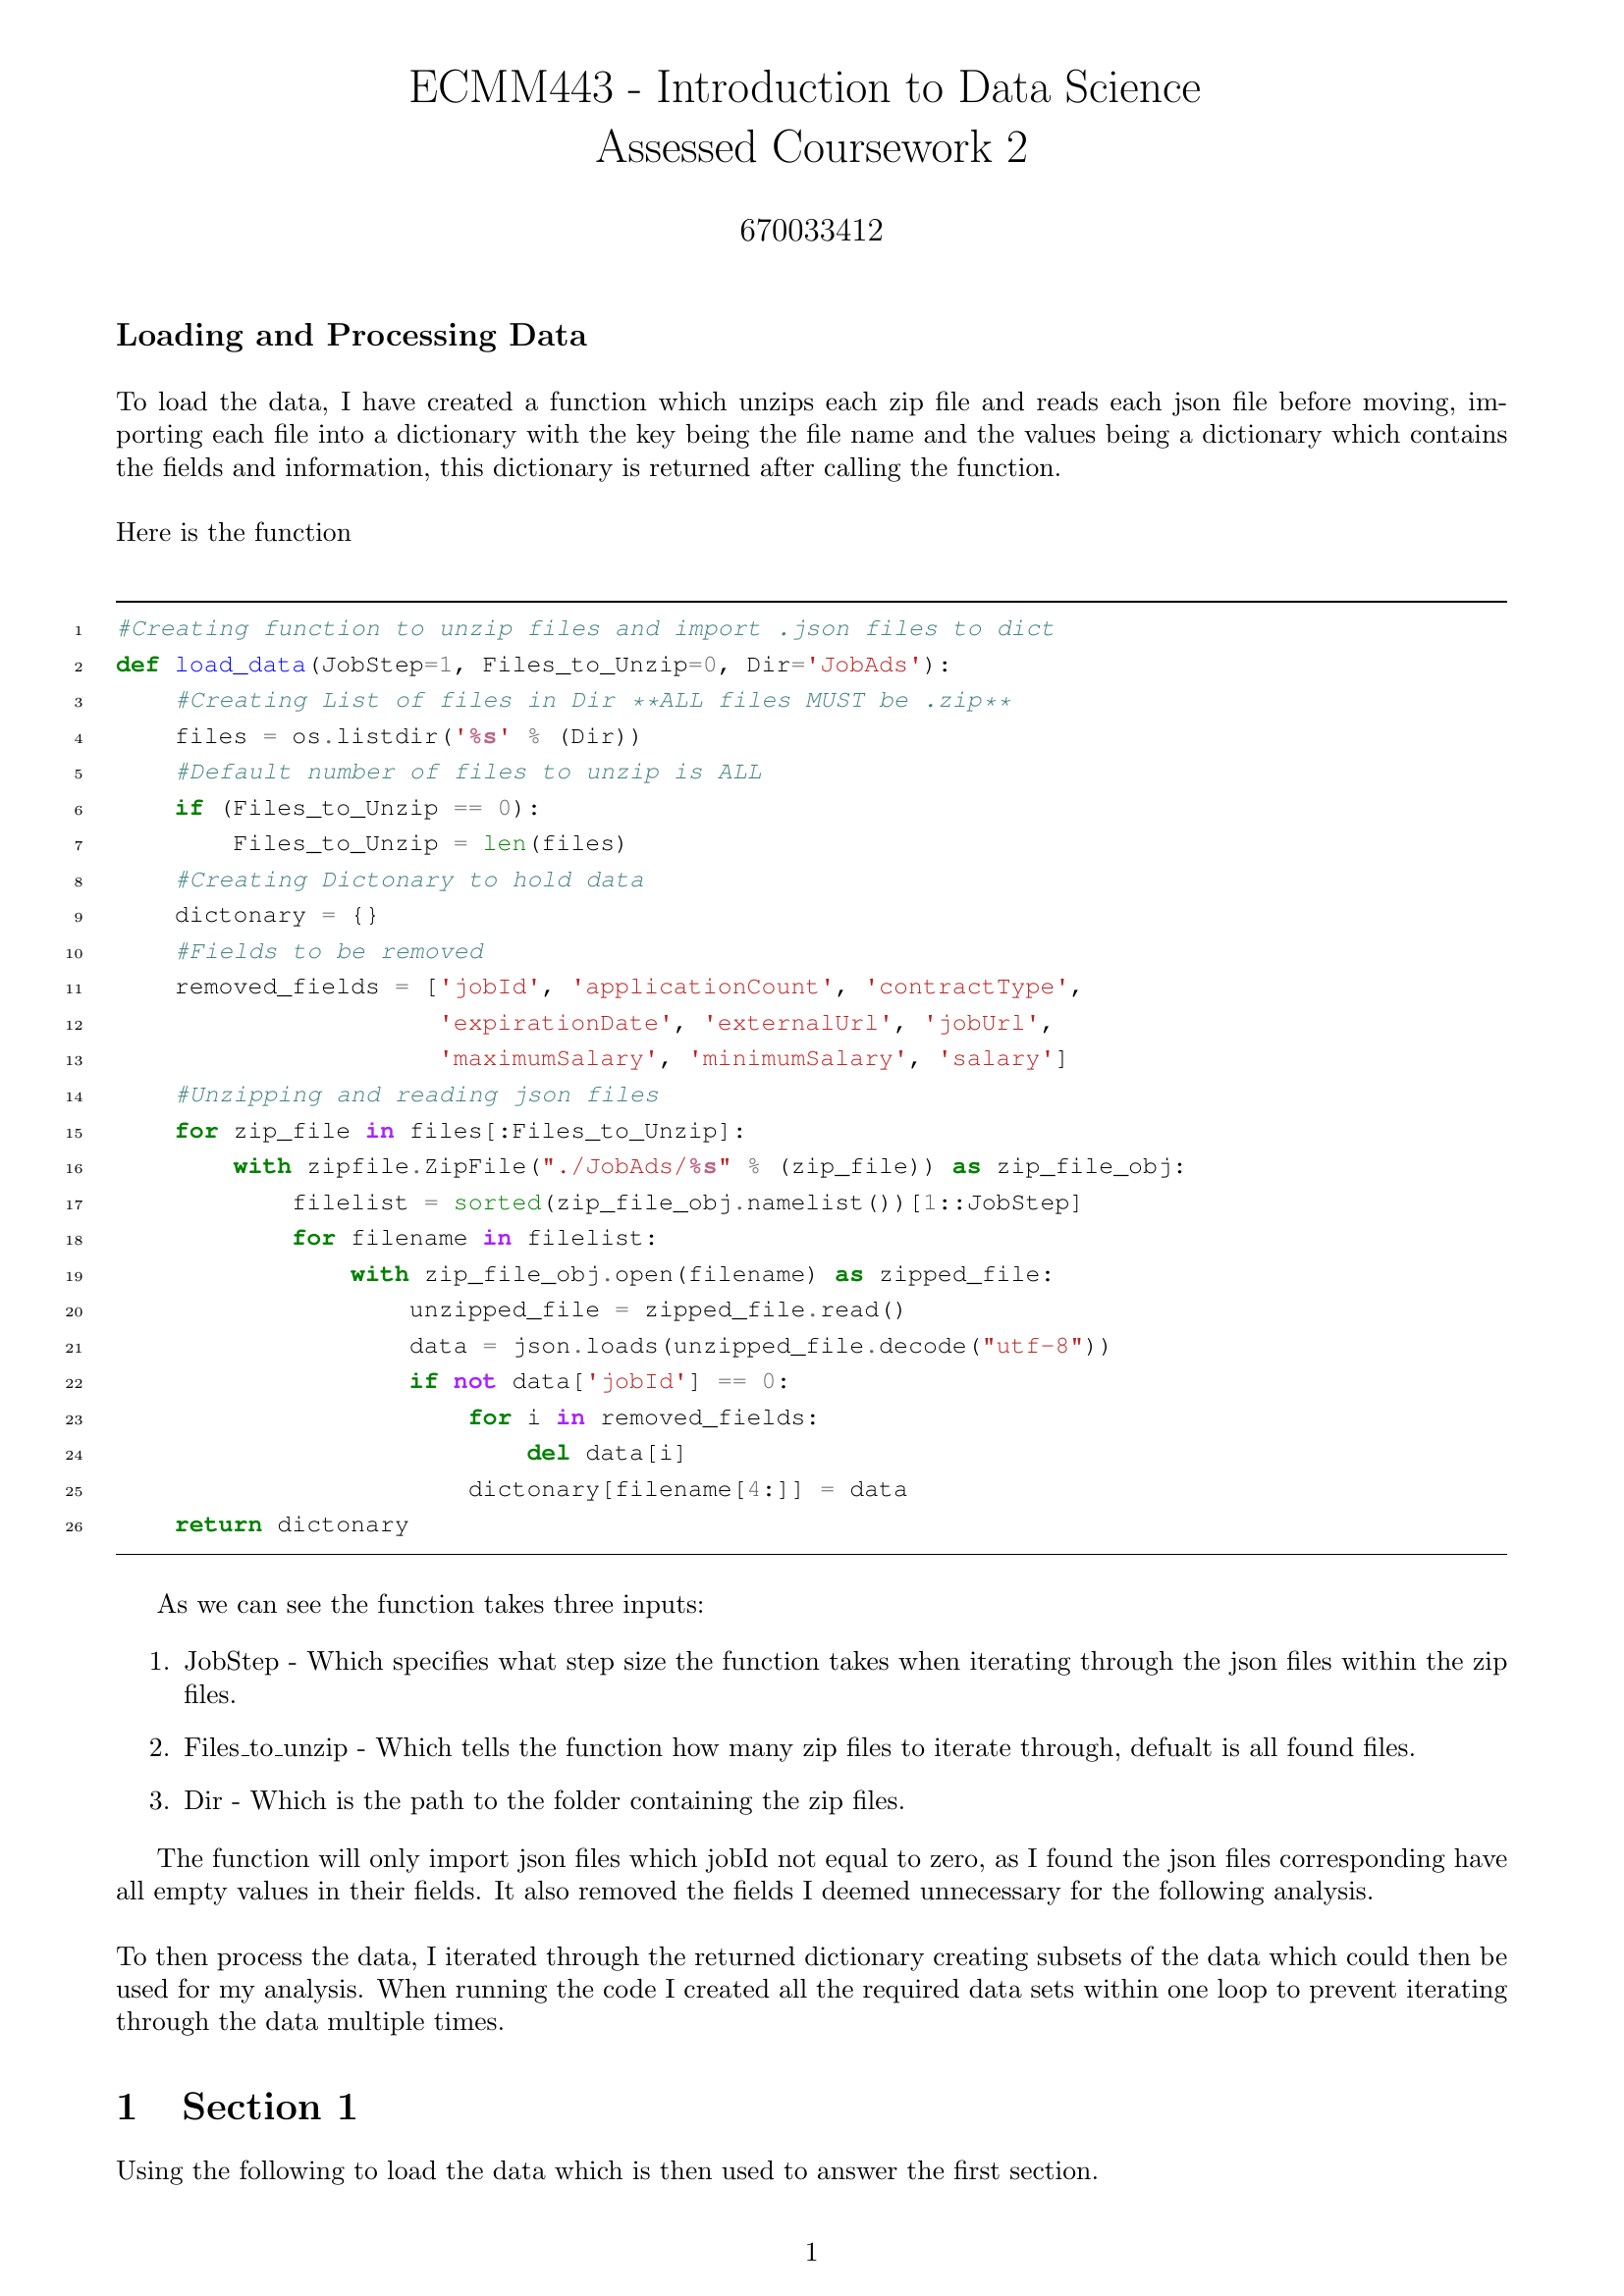 ECMM443 - Introduction to Data Science
Assessed Coursework 2
670033412
Loading and Processing Data
To load the data, I have created a function which unzips each zip file and reads each json file before moving, im-
porting each file into a dictionary with the key being the file name and the values being a dictionary which contains
the fields and information, this dictionary is returned after calling the function.
Here is the function
1 #Creating function to unzip files and import .json files to dict
2 def load_data(JobStep=1, Files_to_Unzip=0, Dir='JobAds'):
3     #Creating List of files in Dir **ALL files MUST be .zip**
4     files = os.listdir('%s' % (Dir))
5     #Default number of files to unzip is ALL
6     if (Files_to_Unzip == 0):
7         Files_to_Unzip = len(files)
8     #Creating Dictonary to hold data
9     dictonary = {}
10     #Fields to be removed
11     removed_fields = ['jobId', 'applicationCount', 'contractType',
12                       'expirationDate', 'externalUrl', 'jobUrl',
13                       'maximumSalary', 'minimumSalary', 'salary']
14     #Unzipping and reading json files
15     for zip_file in files[:Files_to_Unzip]:
16         with zipfile.ZipFile("./JobAds/%s" % (zip_file)) as zip_file_obj:
17             filelist = sorted(zip_file_obj.namelist())[1::JobStep]
18             for filename in filelist:
19                 with zip_file_obj.open(filename) as zipped_file:
20                     unzipped_file = zipped_file.read()
21                     data = json.loads(unzipped_file.decode("utf-8"))
22                     if not data['jobId'] == 0:
23                         for i in removed_fields:
24                             del data[i]
25                         dictonary[filename[4:]] = data
26     return dictonary
As we can see the function takes three inputs:
1. JobStep - Which specifies what step size the function takes when iterating through the json files within the zip
files.
2. Files_to_unzip - Which tells the function how many zip files to iterate through, defualt is all found files.
3. Dir - Which is the path to the folder containing the zip files.
The function will only import json files which jobId not equal to zero, as I found the json files corresponding have
all empty values in their fields. It also removed the fields I deemed unnecessary for the following analysis.
To then process the data, I iterated through the returned dictionary creating subsets of the data which could then be
used for my analysis. When running the code I created all the required data sets within one loop to prevent iterating
through the data multiple times.
1 Section 1
Using the following to load the data which is then used to answer the first section.
1